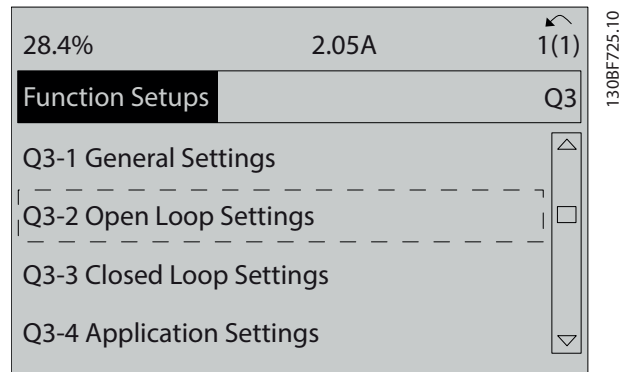 28.4% 2.05A 1(1)
Function Setups Q3
Q3-1 General Settings
Q3-2 Open Loop Settings
Q3-3 Closed Loop Settings
Q3-4 Application Settings
130BF725.10